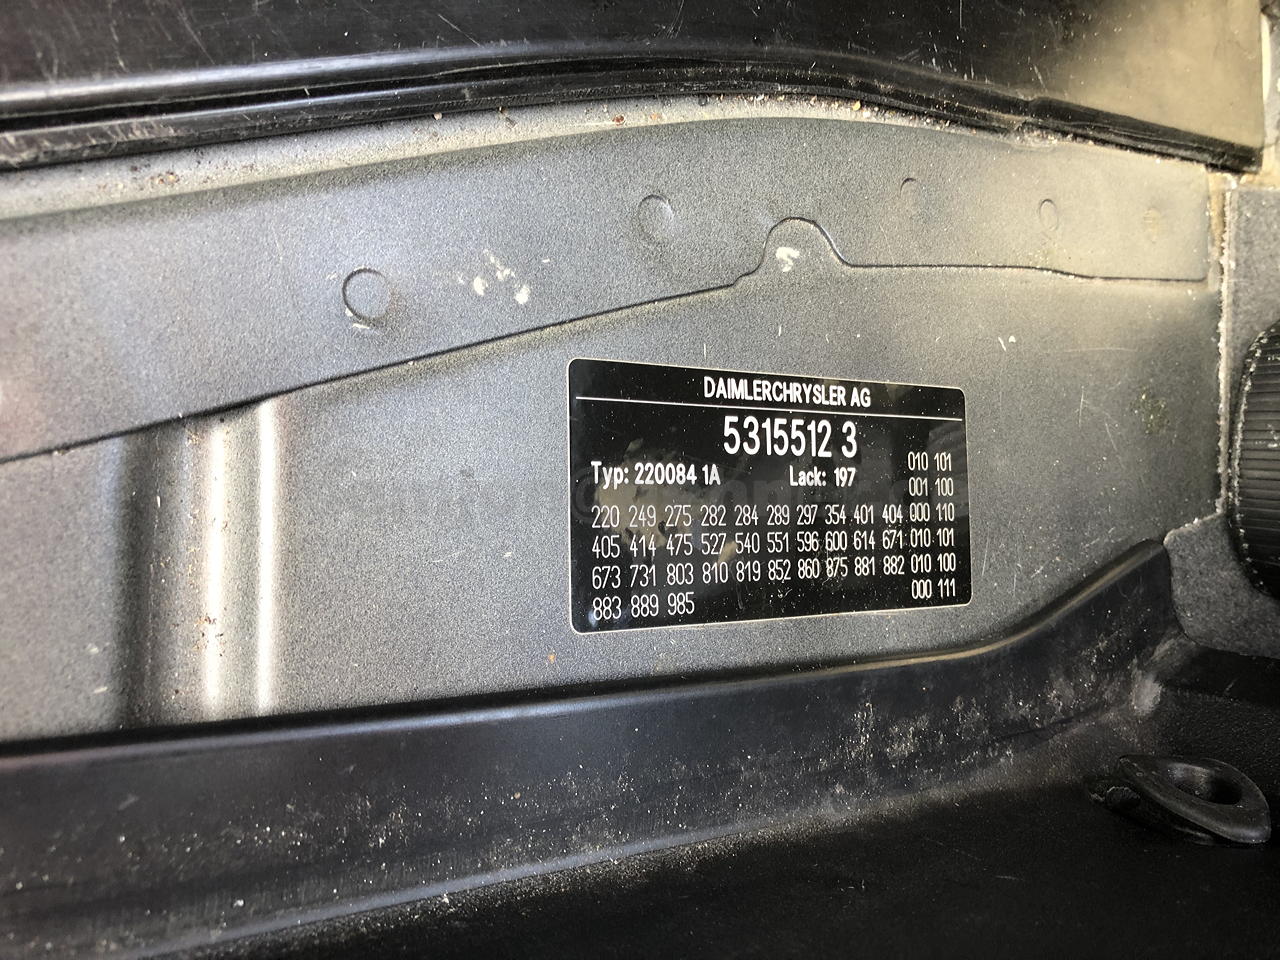 DAIMLERCHRYSLER AG
5315512 3
Typ: 220084 1A Lack: 197 010 101
001 100
220 249 275 282 284 289 297 354 401 404 000 110
405 414 475 527 540 551 596 600 614 671 010 101
673 731 803 810 819 852 860 875 881 882 010 100
883 889 985 000 111